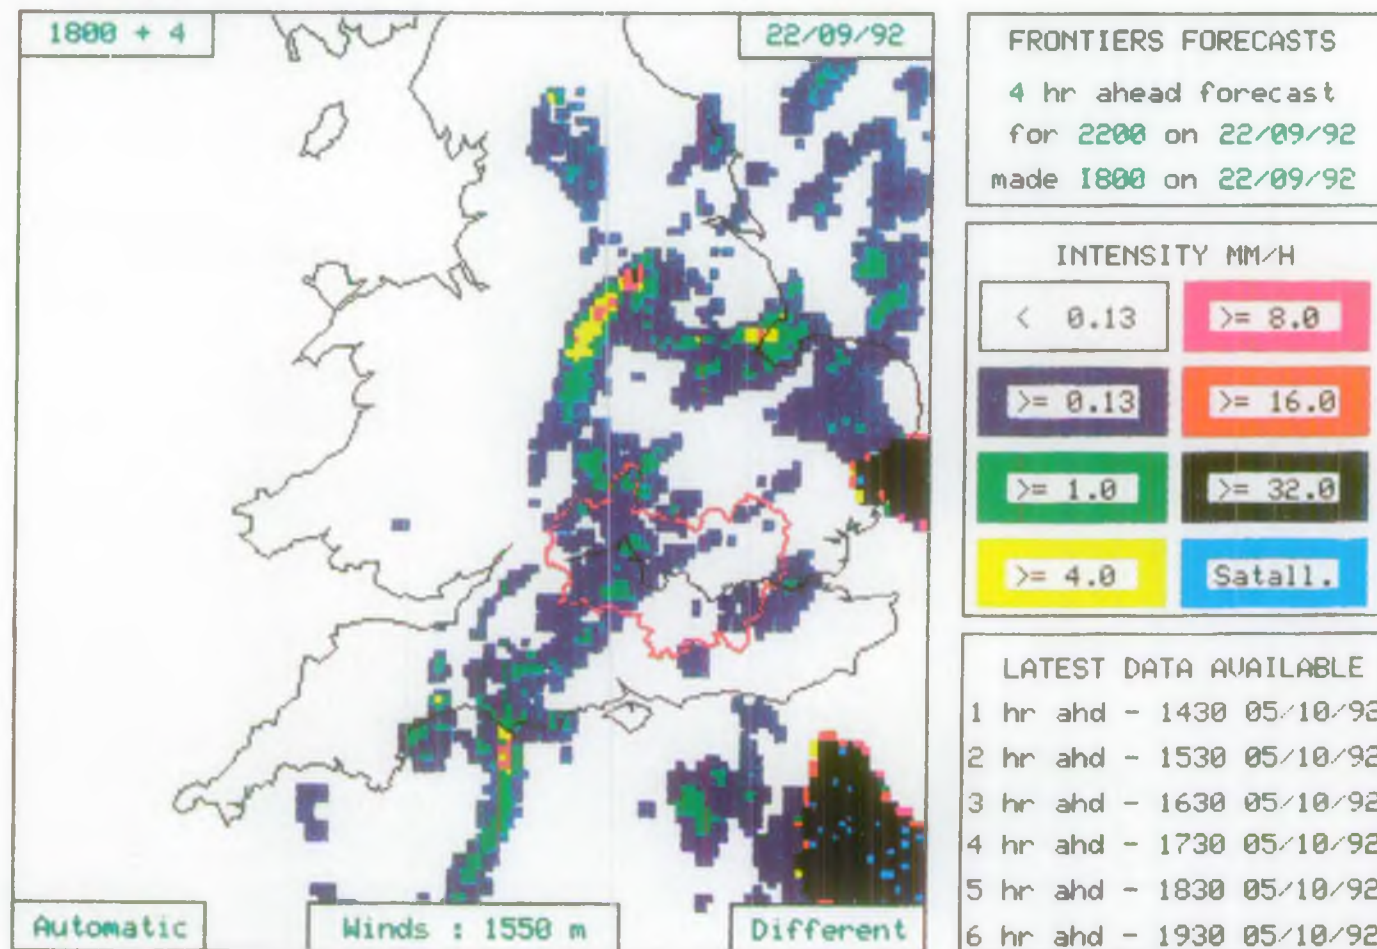 1800 + 4
22/09/92
FRONTIERS FORECASTS
4 hr ahead forecast
for 2200 on 22/09/92
made 1800 on 22/09/92
INTENSITY MM/H
< 0.13
>= 8.0
>= 0.13
>= 16.0
>= 1.0
>= 32.0
>= 4.0
Satall.
LATEST DATA AVAILABLE
1 hr ahd - 1430 05/10/92
2 hr ahd - 1530 05/10/92
3 hr ahd - 1630 05/10/92
4 hr ahd - 1730 05/10/92
5 hr ahd - 1830 05/10/92
6 hr ahd - 1930 05/10/92
Automatic
Winds : 1550 m
Different